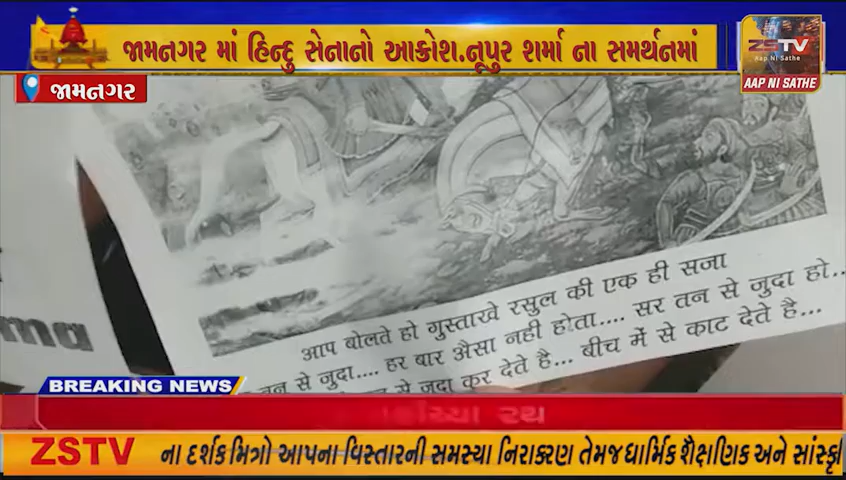 જામનગર માં હિન્દુ સેનાનો આક્રોશ.નૂપુર શર્મા ના સમર્થનમાં
ZSTV
Aap Ni Sathe
AAP NI SATHE
જામનગર
आप बोलते हो गुस्ताखे रसुल की एक ही सजा
तन से जुदा.... हर बार अैसा नही होता.... सर तन से जुदा हो..
से जुदा कर देते है... बीच में से काट देते है...
BREAKING NEWS
રથ
ZSTV ના દર્શક મિત્રો આપના વિસ્તારની સમસ્યા નિરાકરણ તેમજ ધાર્મિક શૈક્ષણિક અને સાંસ્કૃ